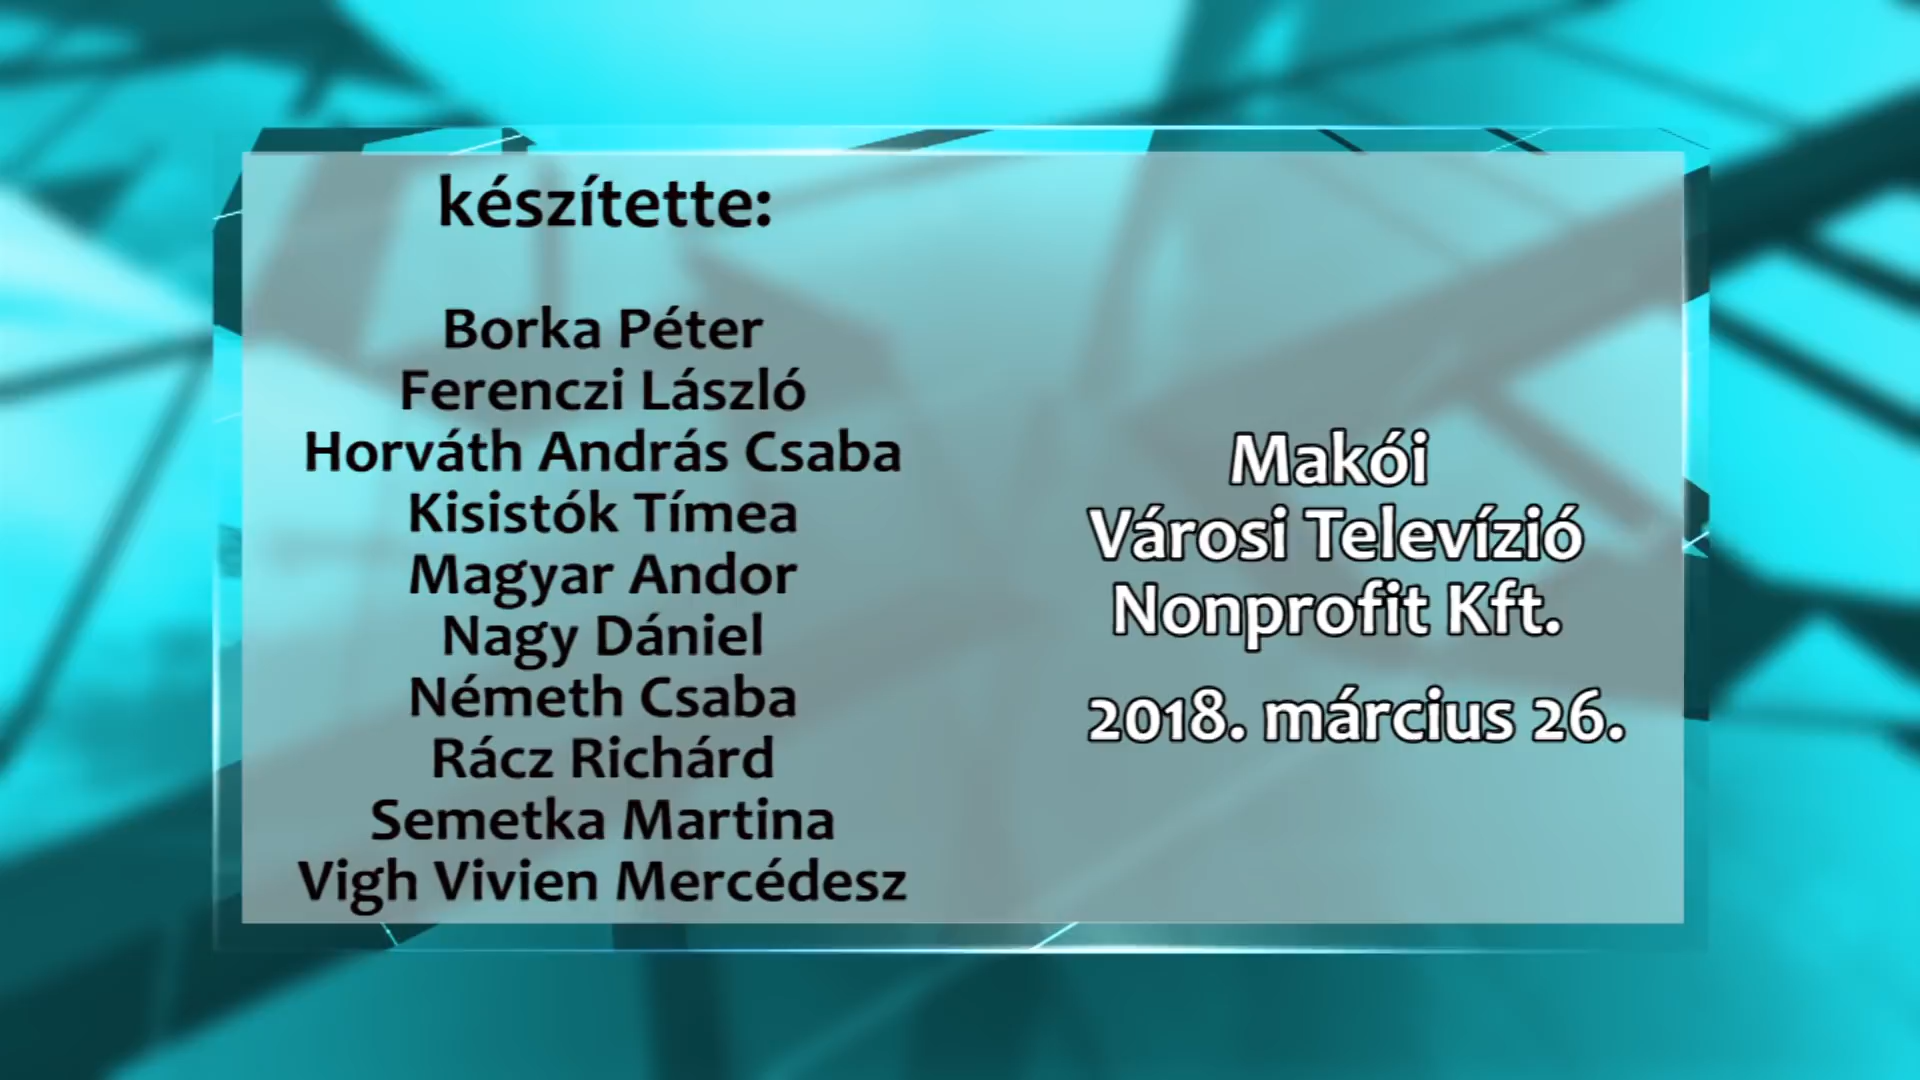 készítette:
Borka Péter
Ferenczi László
Horváth András Csaba
Kisistók Tímea
Magyar Andor
Nagy Dániel
Németh Csaba
Rácz Richárd
Semetka Martina
Vigh Vivien Mercédesz
Makói
Városi Televízió
Nonprofit Kft.
2018. március 26.